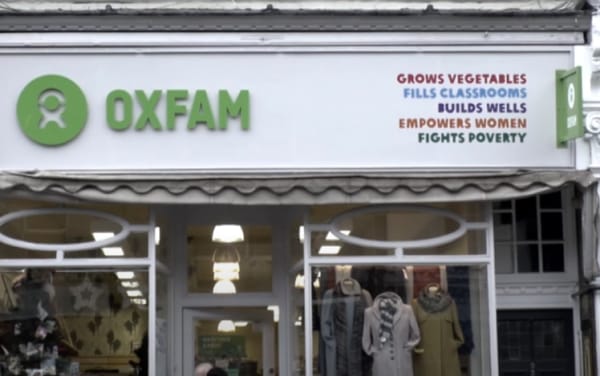 OXFAM
GROWS VEGETABLES
FILLS CLASSROOMS
BUILDS WELLS
EMPOWERS WOMEN
FIGHTS POVERTY